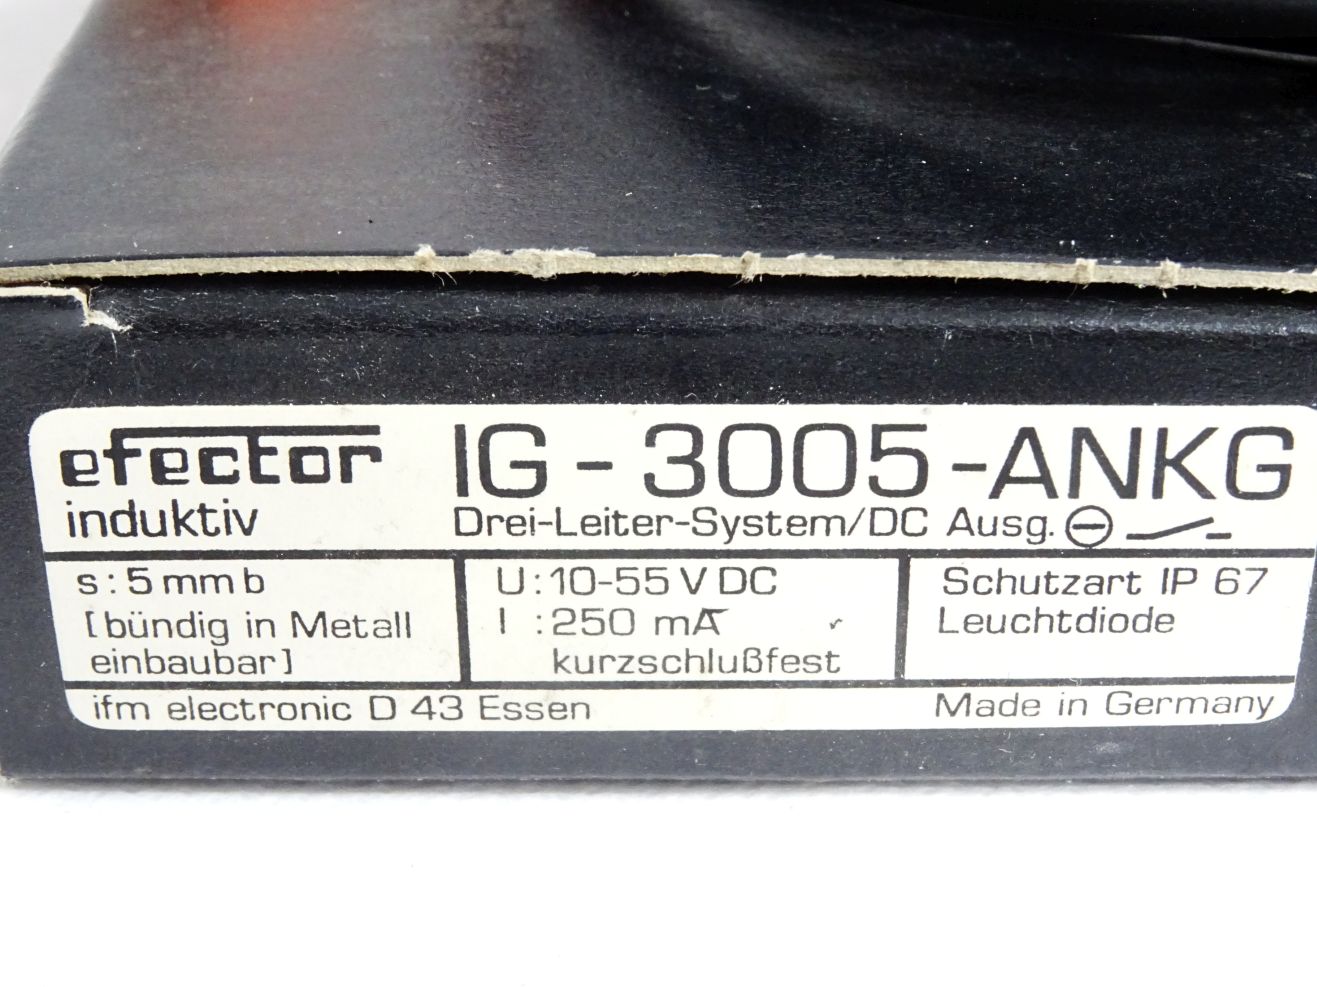 efector IG-3005-ANKG
induktiv Drei-Leiter-System/DC Ausg. ⊖
s: 5 mm b U: 10-55 V DC Schutzart IP 67
[bündig in Metall I : 250 mA Leuchtdiode
einbaubar] kurzschlußfest
ifm electronic D 43 Essen Made in Germany